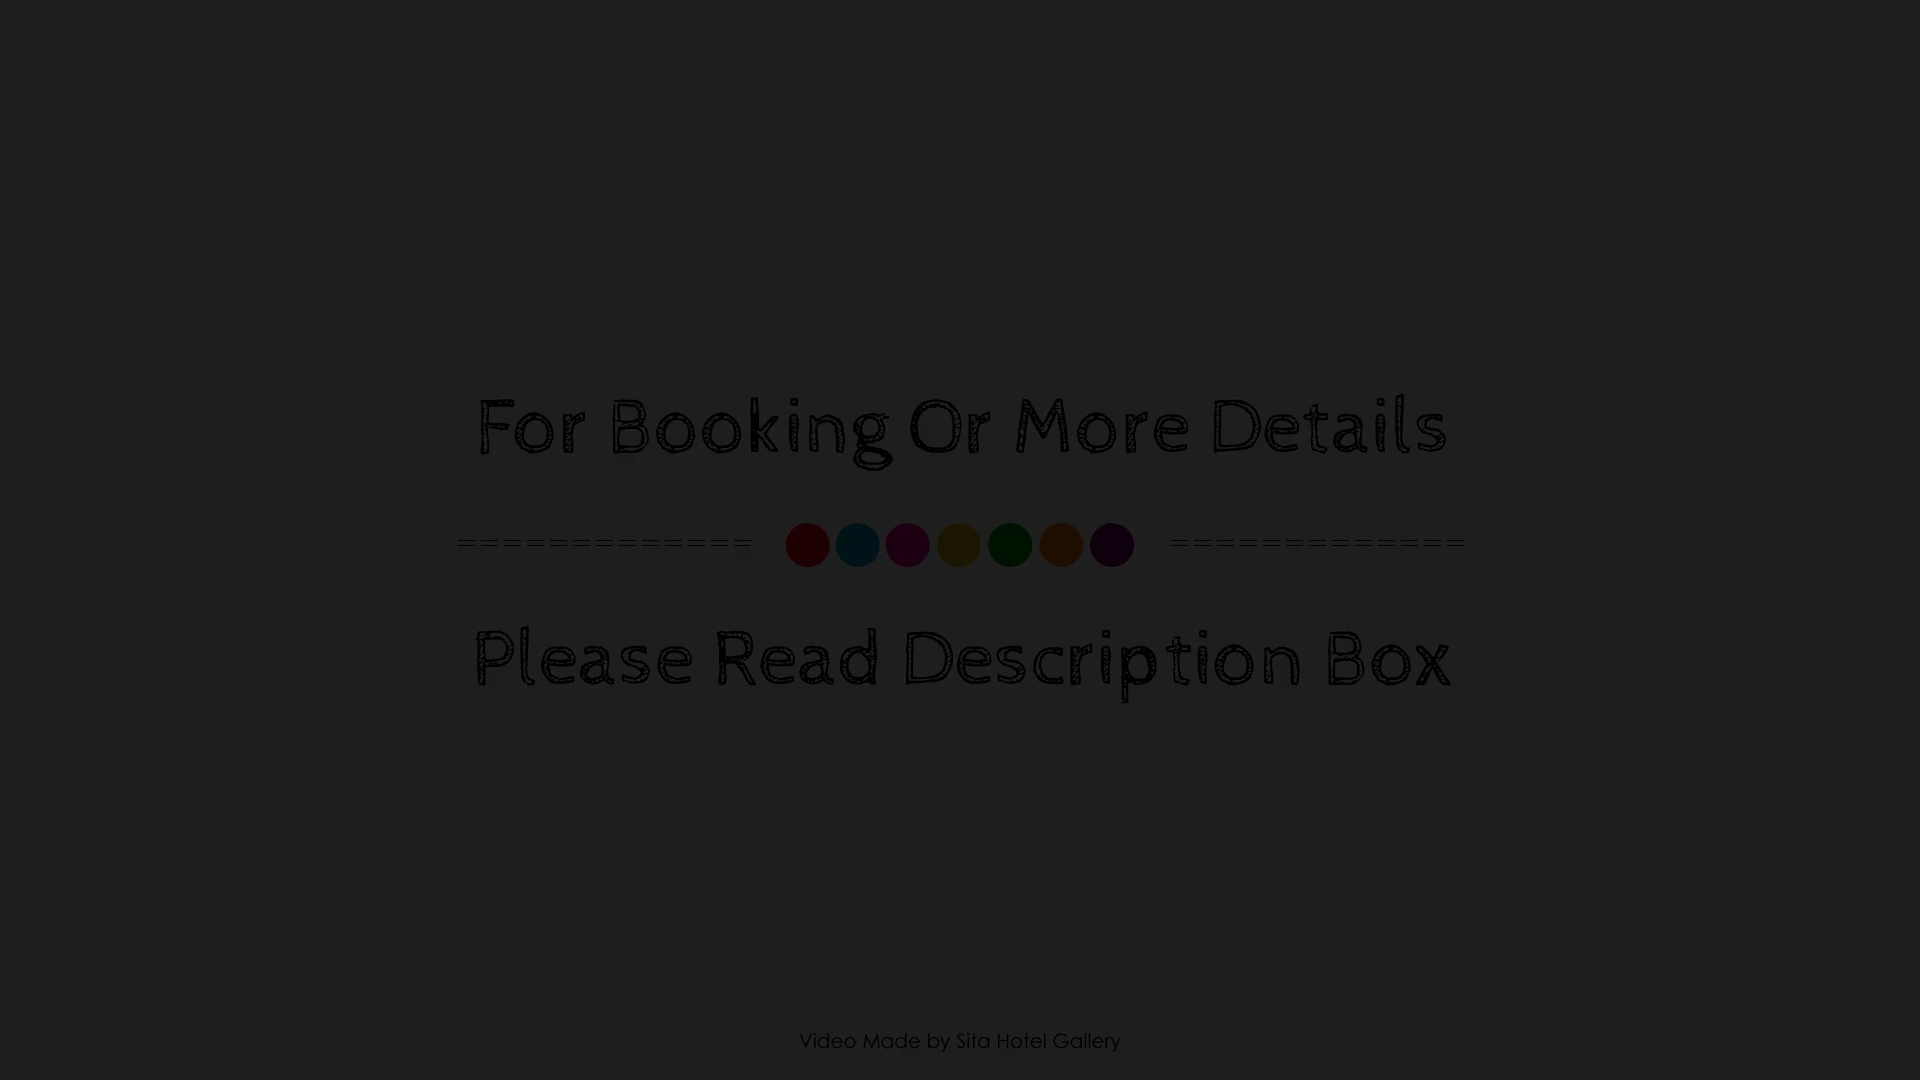 For Booking Or More Details
============= =============
Please Read Description Box
Video Made by Sita Hotel Gallery